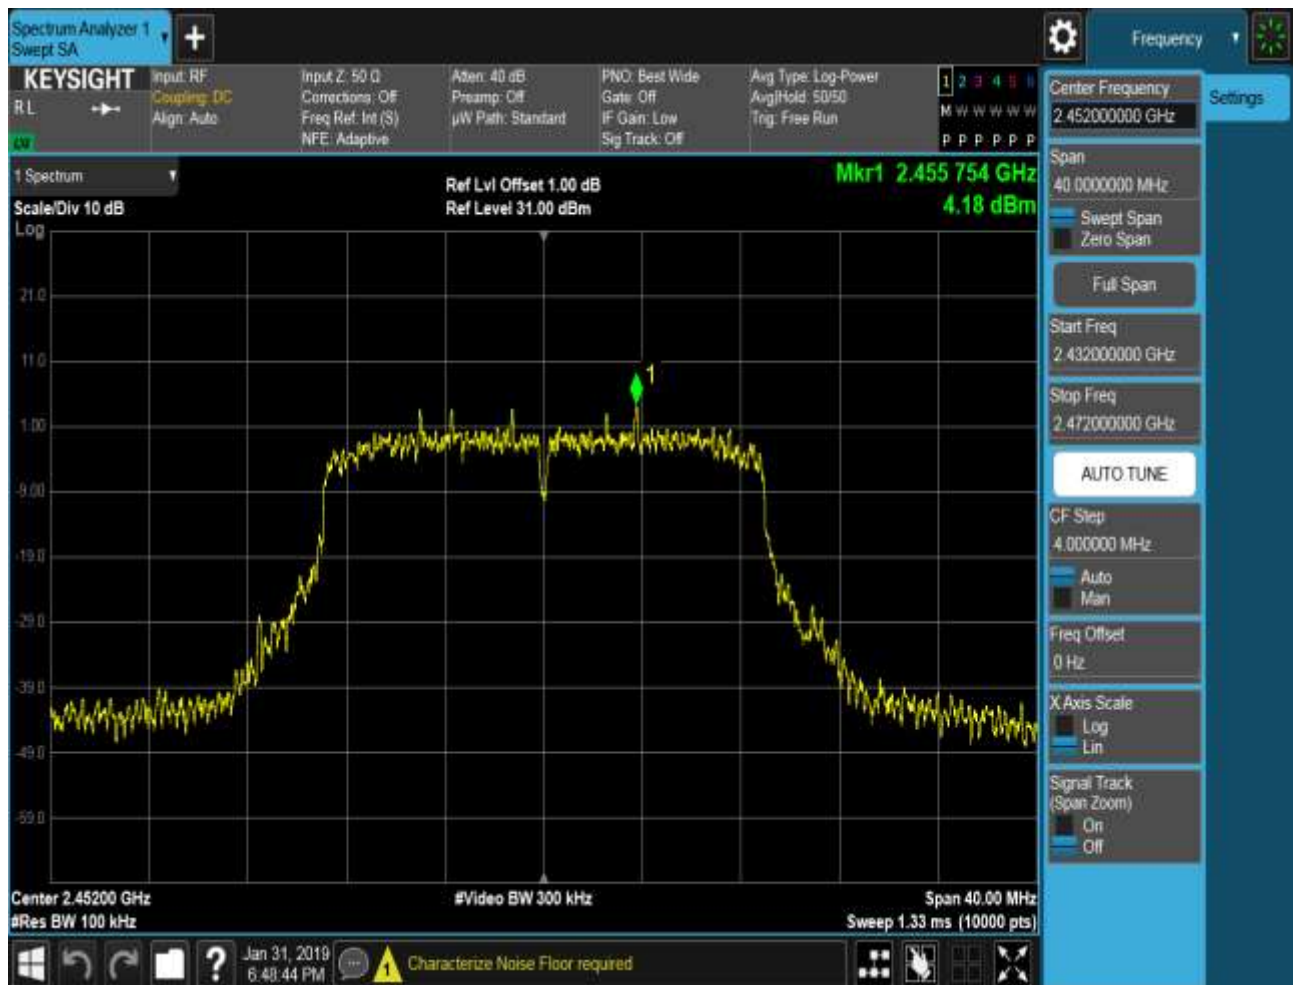 Spectrum Analyzer 1
Swept SA
+
Frequency
KEYSIGHT
R L
Input: RF
Coupling: DC
Align: Auto
Input Z: 50 Ω
Corrections: Off
Freq Ref: Int (S)
NFE: Adaptive
Atten: 40 dB
Preamp: Off
µW Path: Standard
PNO: Best Wide
Gate: Off
IF Gain: Low
Sig Track: Off
Avg Type: Log-Power
Avg|Hold: 50/50
Trig: Free Run
1 2 3 4 5 6
M W W W W W
P P P P P P
1 Spectrum
Scale/Div 10 dB
Log
Ref Lvl Offset 1.00 dB
Ref Level 31.00 dBm
Mkr1 2.455 754 GHz
4.18 dBm
21.0
11.0
1.00
-9.00
-19.0
-29.0
-39.0
-49.0
-59.0
1
Center 2.45200 GHz
#Res BW 100 kHz
#Video BW 300 kHz
Span 40.00 MHz
Sweep 1.33 ms (10000 pts)
Center Frequency
2.452000000 GHz
Settings
Span
40.0000000 MHz
Swept Span
Zero Span
Full Span
Start Freq
2.432000000 GHz
Stop Freq
2.472000000 GHz
AUTO TUNE
CF Step
4.000000 MHz
Auto
Man
Freq Offset
0 Hz
X Axis Scale
Log
Lin
Signal Track
(Span Zoom)
On
Off
?
Jan 31, 2019
6:48:44 PM
1
Characterize Noise Floor required